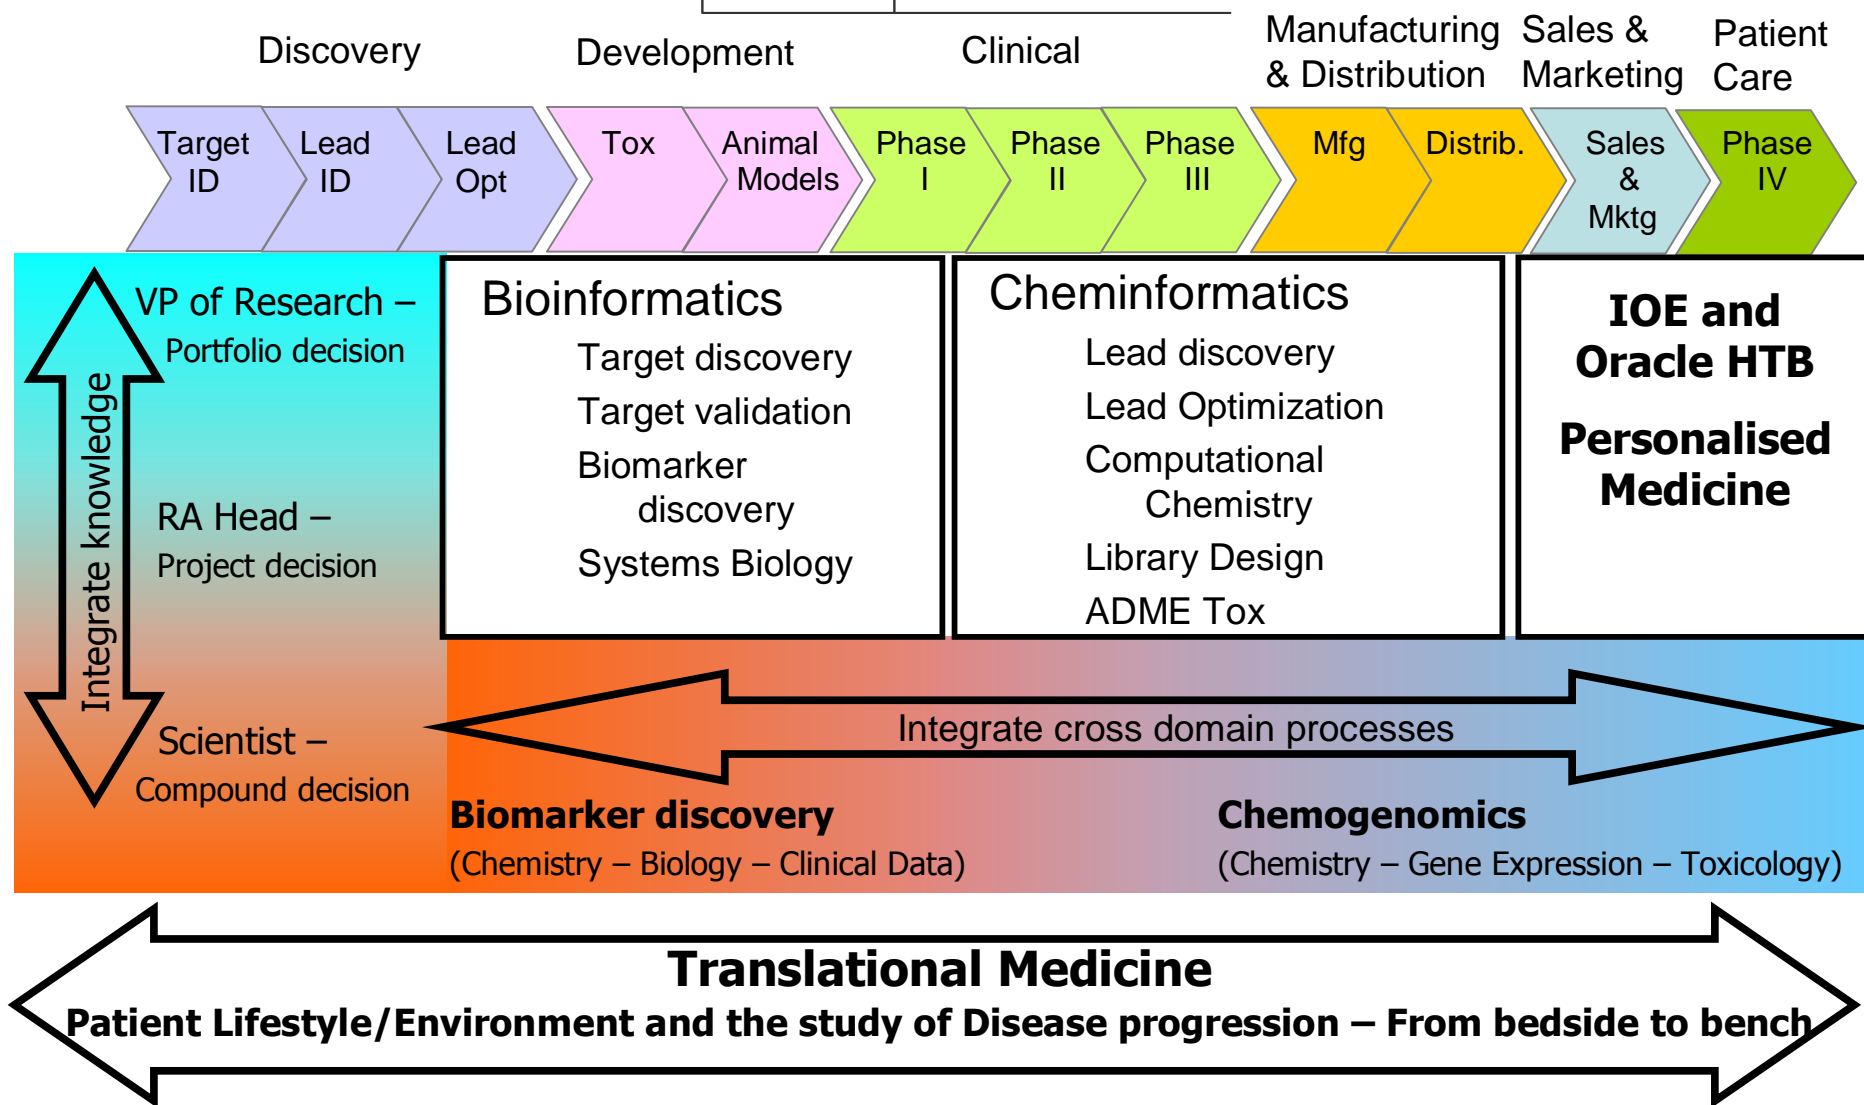 Discovery
Development
Clinical
Manufacturing
& Distribution
Sales &
Marketing
Patient
Care
Target
ID
Lead
ID
Lead
Opt
Tox
Animal
Models
Phase
I
Phase
II
Phase
III
Mfg
Distrib.
Sales
&
Mktg
Phase
IV
Integrate knowledge
VP of Research –
Portfolio decision
RA Head –
Project decision
Scientist –
Compound decision
Bioinformatics
Target discovery
Target validation
Biomarker
discovery
Systems Biology
Cheminformatics
Lead discovery
Lead Optimization
Computational
Chemistry
Library Design
ADME Tox
IOE and
Oracle HTB
Personalised
Medicine
Integrate cross domain processes
Biomarker discovery
(Chemistry – Biology – Clinical Data)
Chemogenomics
(Chemistry – Gene Expression – Toxicology)
Translational Medicine
Patient Lifestyle/Environment and the study of Disease progression – From bedside to bench